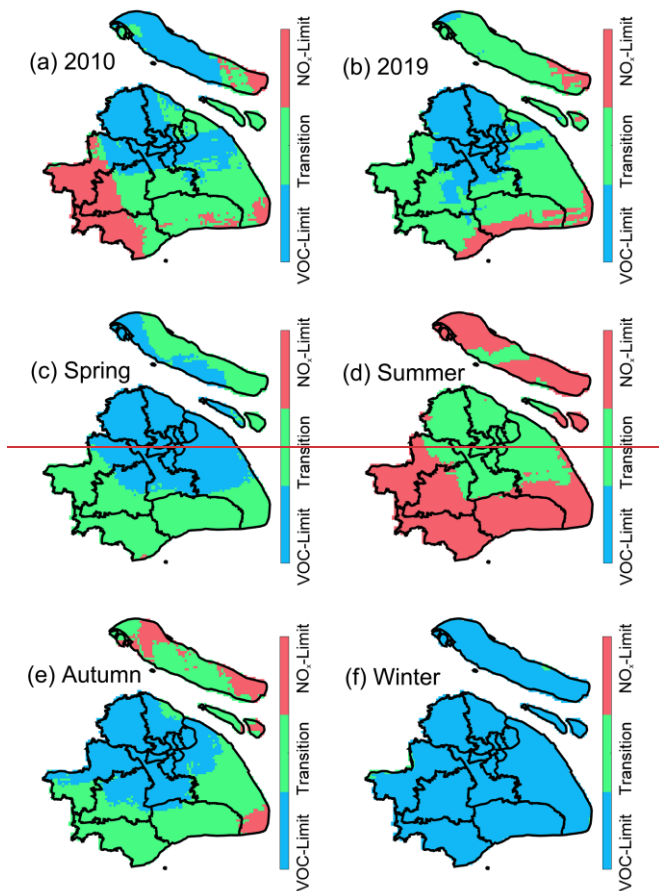 (a) 2010
NOₓ-Limit
Transition
VOC-Limit
(b) 2019
NOₓ-Limit
Transition
VOC-Limit
(c) Spring
NOₓ-Limit
Transition
VOC-Limit
(d) Summer
NOₓ-Limit
Transition
VOC-Limit
(e) Autumn
NOₓ-Limit
Transition
VOC-Limit
(f) Winter
NOₓ-Limit
Transition
VOC-Limit